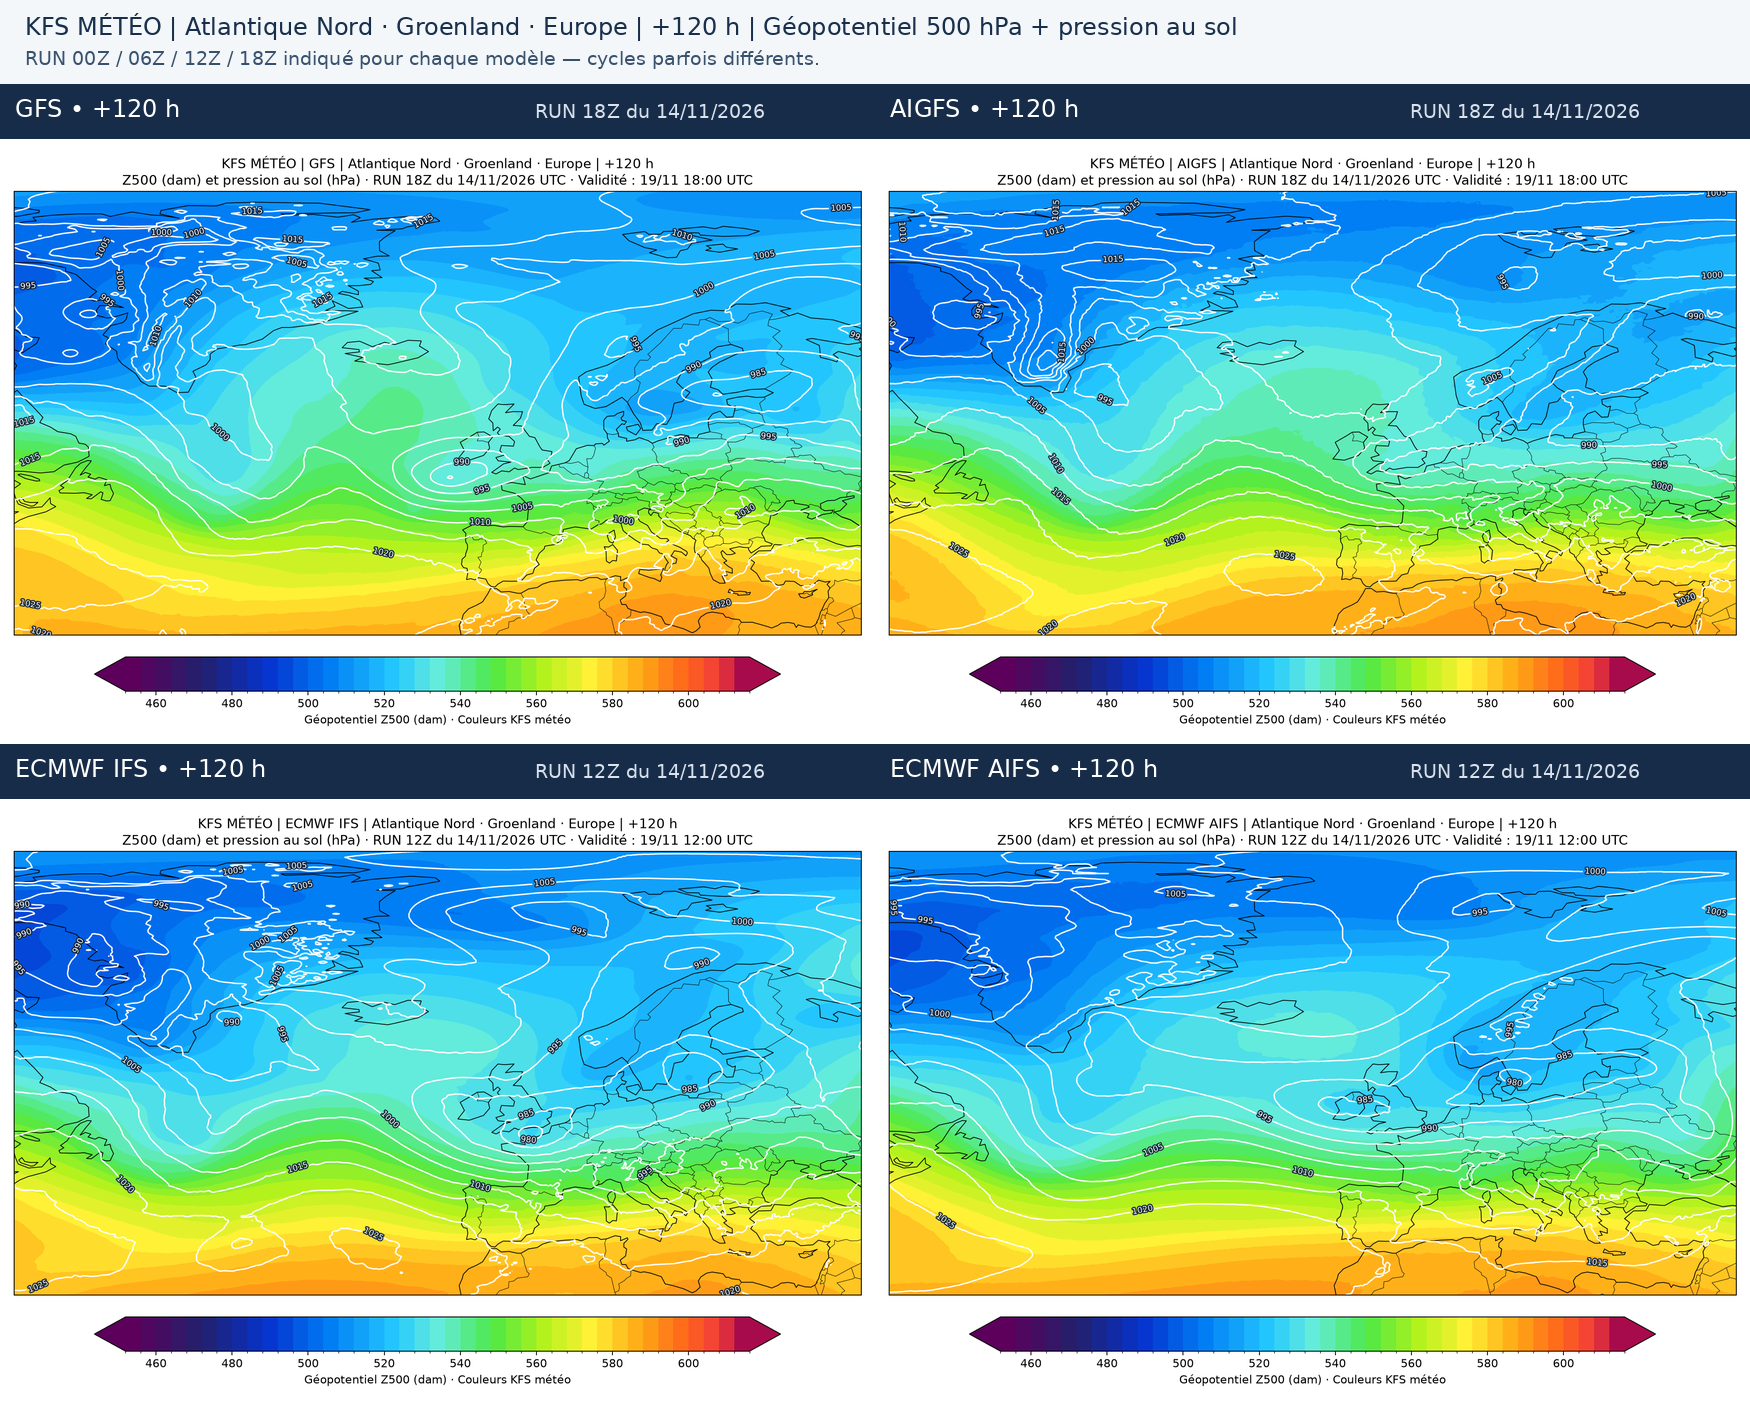 KFS MÉTÉO | Atlantique Nord · Groenland · Europe | +120 h | Géopotentiel 500 hPa + pression au sol
RUN 00Z / 06Z / 12Z / 18Z indiqué pour chaque modèle — cycles parfois différents.
GFS • +120 h
RUN 18Z du 14/11/2026
KFS MÉTÉO | GFS | Atlantique Nord · Groenland · Europe | +120 h
Z500 (dam) et pression au sol (hPa) · RUN 18Z du 14/11/2026 UTC · Validité : 19/11 18:00 UTC
460 480 500 520 540 560 580 600
Géopotentiel Z500 (dam) · Couleurs KFS météo
AIGFS • +120 h
RUN 18Z du 14/11/2026
KFS MÉTÉO | AIGFS | Atlantique Nord · Groenland · Europe | +120 h
Z500 (dam) et pression au sol (hPa) · RUN 18Z du 14/11/2026 UTC · Validité : 19/11 18:00 UTC
460 480 500 520 540 560 580 600
Géopotentiel Z500 (dam) · Couleurs KFS météo
ECMWF IFS • +120 h
RUN 12Z du 14/11/2026
KFS MÉTÉO | ECMWF IFS | Atlantique Nord · Groenland · Europe | +120 h
Z500 (dam) et pression au sol (hPa) · RUN 12Z du 14/11/2026 UTC · Validité : 19/11 12:00 UTC
460 480 500 520 540 560 580 600
Géopotentiel Z500 (dam) · Couleurs KFS météo
ECMWF AIFS • +120 h
RUN 12Z du 14/11/2026
KFS MÉTÉO | ECMWF AIFS | Atlantique Nord · Groenland · Europe | +120 h
Z500 (dam) et pression au sol (hPa) · RUN 12Z du 14/11/2026 UTC · Validité : 19/11 12:00 UTC
460 480 500 520 540 560 580 600
Géopotentiel Z500 (dam) · Couleurs KFS météo